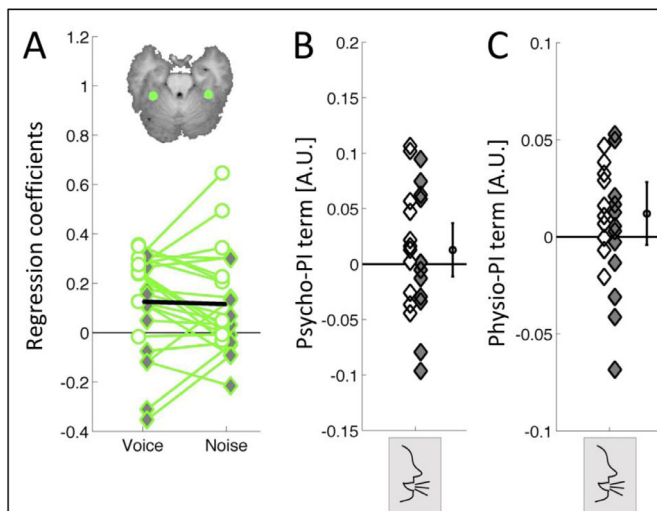 A
B
C
Regression coefficients
1.2
1
0.8
0.6
0.4
0.2
0
-0.2
-0.4
Voice
Noise
Psycho-PI term [A.U.]
0.2
0.15
0.1
0.05
0
-0.05
-0.1
-0.15
Physio-PI term [A.U.]
0.1
0.05
0
-0.05
-0.1